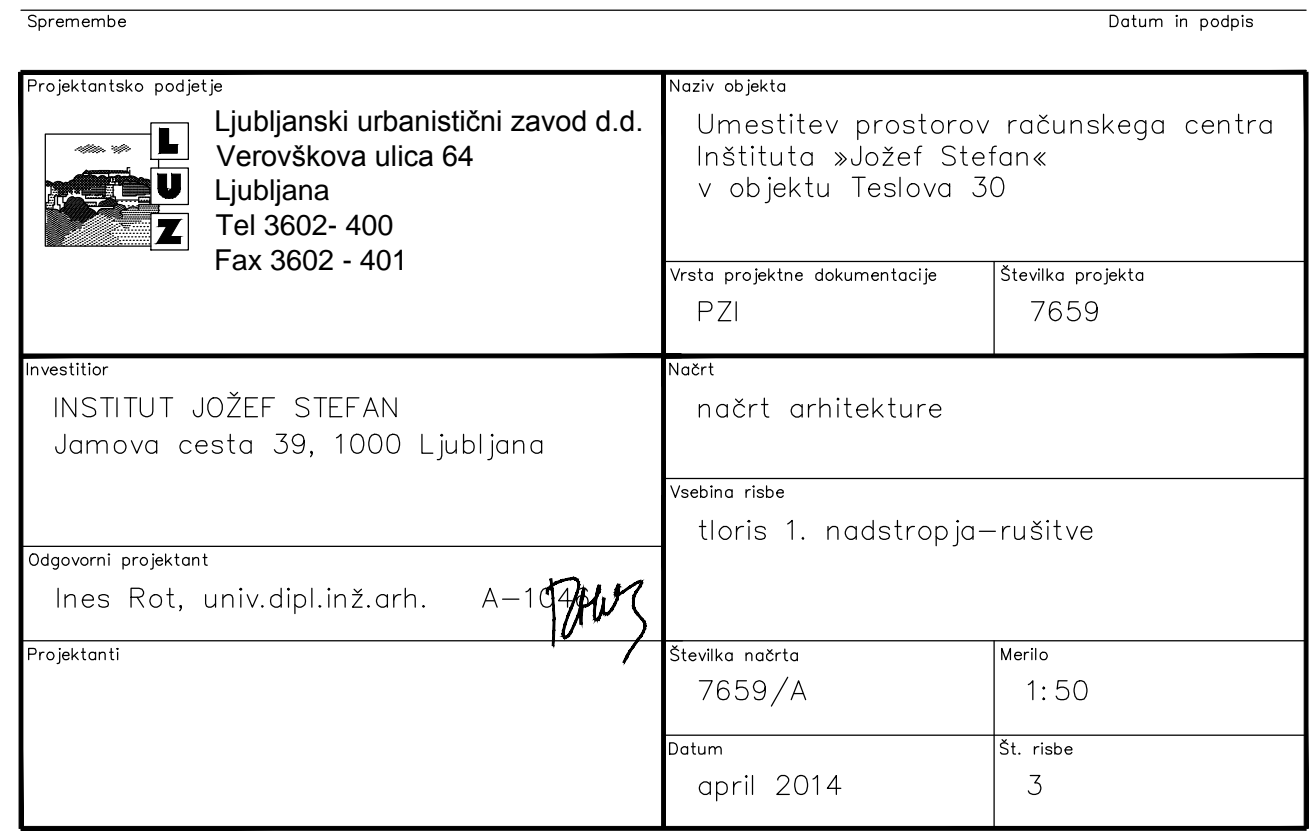 Spremembe
Datum in podpis
Projektantsko podjetje
L
U
Z
Ljubljanski urbanistični zavod d.d.
Verovškova ulica 64
Ljubljana
Tel 3602- 400
Fax 3602 - 401
Naziv objekta
Umestitev prostorov računskega centra
Inštituta »Jožef Stefan«
v objektu Teslova 30
Vrsta projektne dokumentacije
PZI
Številka projekta
7659
Investitior
INSTITUT JOŽEF STEFAN
Jamova cesta 39, 1000 Ljubljana
Načrt
načrt arhitekture
Vsebina risbe
tloris 1. nadstropja–rušitve
Odgovorni projektant
Ines Rot, univ.dipl.inž.arh.
Projektanti
Številka načrta
7659/A
Merilo
1:50
Datum
april 2014
Št. risbe
3